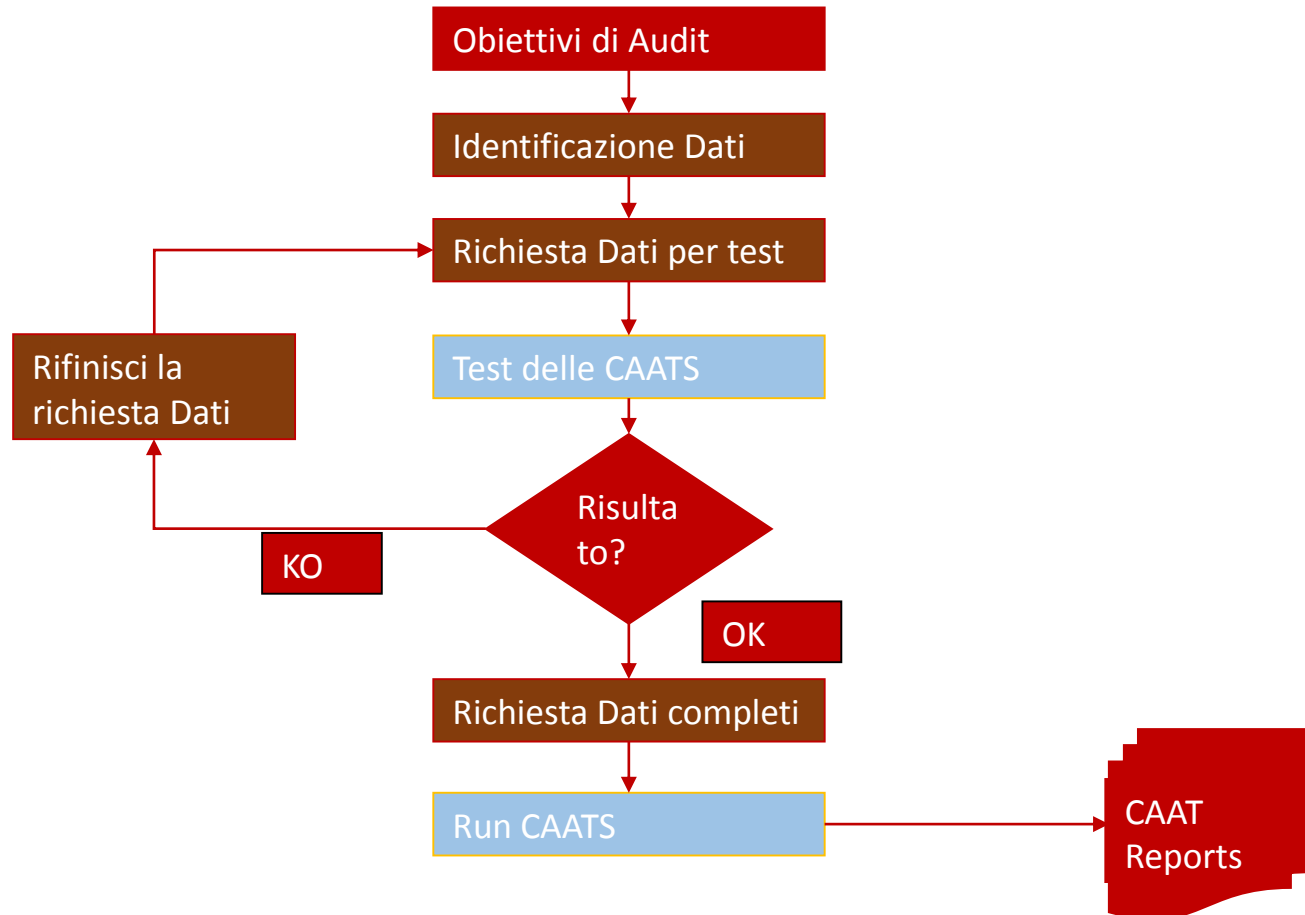 Obiettivi di Audit
Identificazione Dati
Richiesta Dati per test
Rifinisci la
richiesta Dati
Test delle CAATS
Risulta
to?
KO
OK
Richiesta Dati completi
Run CAATS
CAAT
Reports